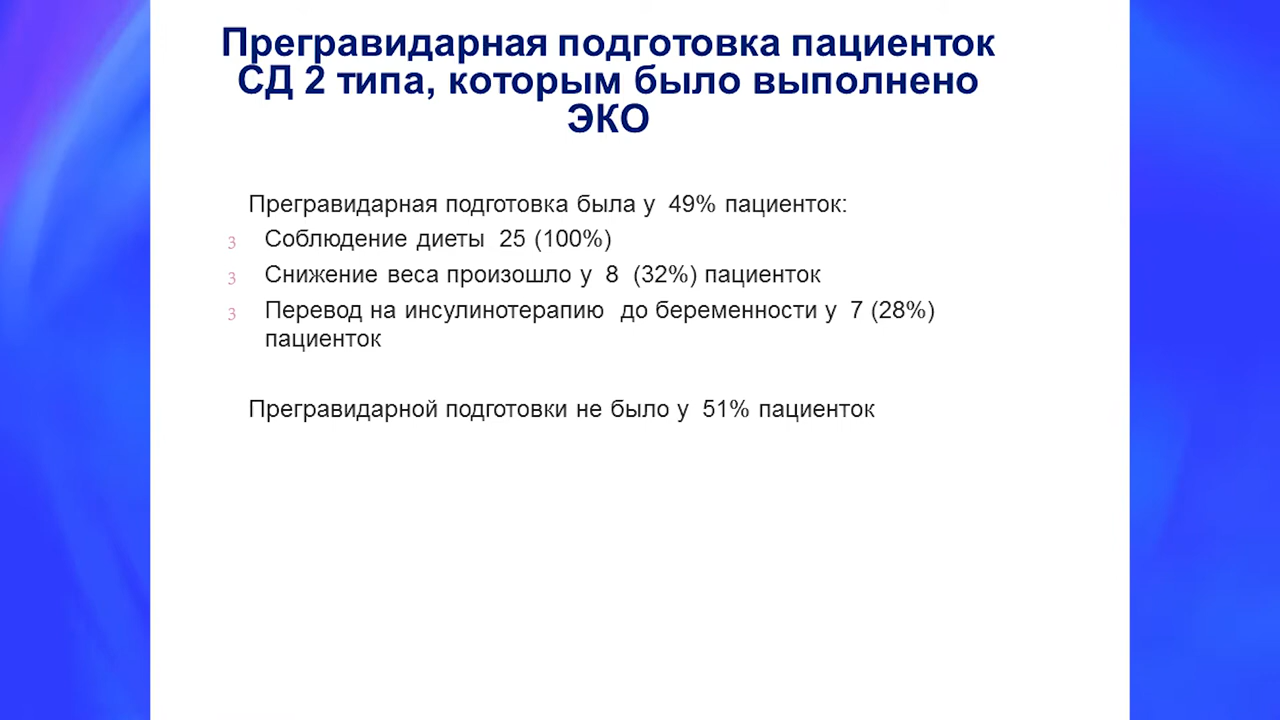 Прегравидарная подготовка пациенток
СД 2 типа, которым было выполнено
ЭКО
Прегравидарная подготовка была у 49% пациенток:
Соблюдение диеты 25 (100%)
Снижение веса произошло у 8 (32%) пациенток
Перевод на инсулинотерапию до беременности у 7 (28%)
пациенток
Прегравидарной подготовки не было у 51% пациенток